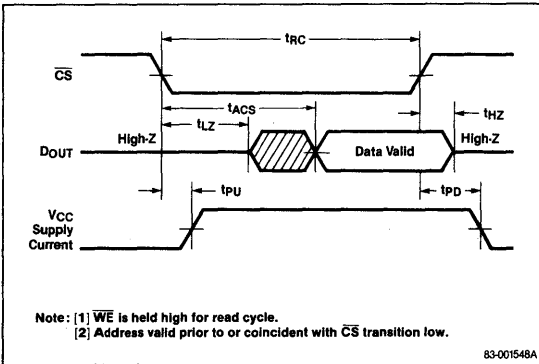 tRC
CS
tACS
tLZ
tHZ
High-Z
High-Z
DOUT
Data Valid
tPU
tPD
VCC
Supply
Current
Note: [1] WE is held high for read cycle.
[2] Address valid prior to or coincident with CS transition low.
83-001548A